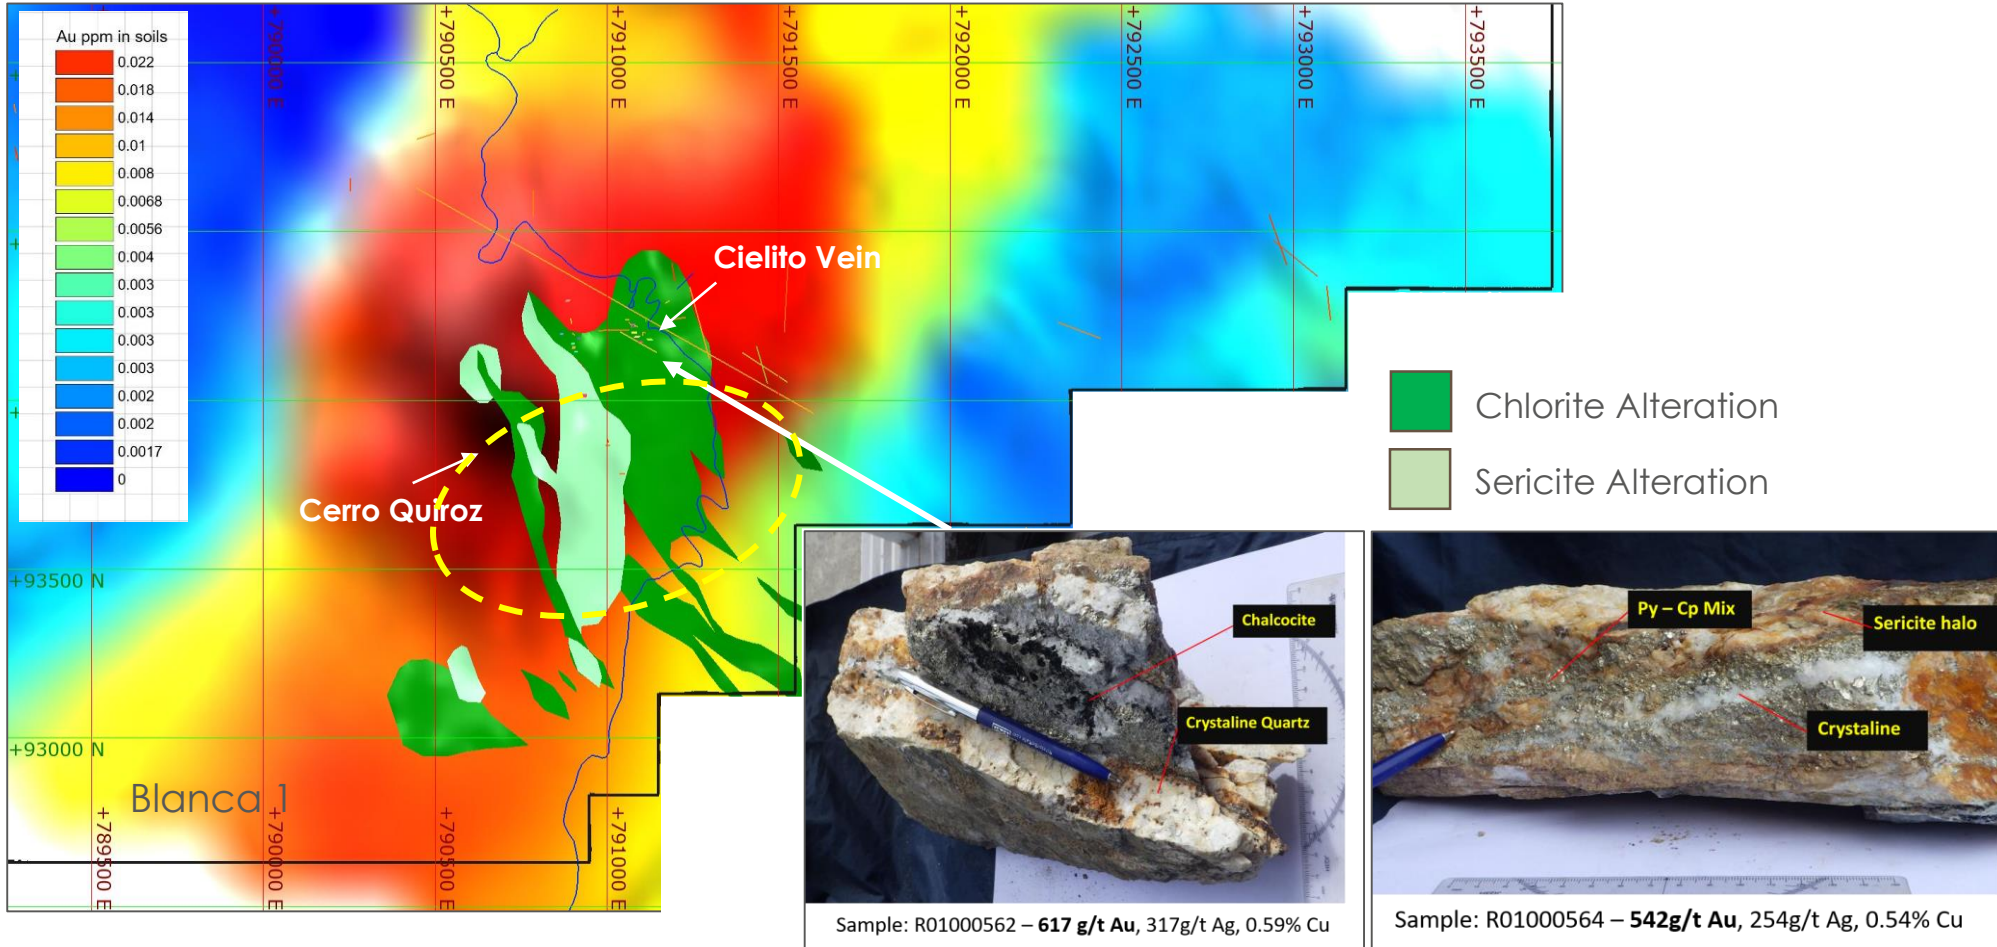 Au ppm in soils
0.022
0.018
0.014
0.01
0.008
0.0068
0.0056
0.004
0.003
0.003
0.003
0.003
0.002
0.002
0.0017
0
+790000 E
+790500 E
+791000 E
+791500 E
+792000 E
+792500 E
+793000 E
+793500 E
Cielito Vein
Cerro Quiroz
+93500 N
+93000 N
Blanca 1
+789500 E
+790000 E
+790500 E
+791000 E
Chlorite Alteration
Sericite Alteration
Chalcocite
Crystaline Quartz
Sample: R01000562 – 617 g/t Au, 317g/t Ag, 0.59% Cu
Py – Cp Mix
Sericite halo
Crystaline
Sample: R01000564 – 542g/t Au, 254g/t Ag, 0.54% Cu